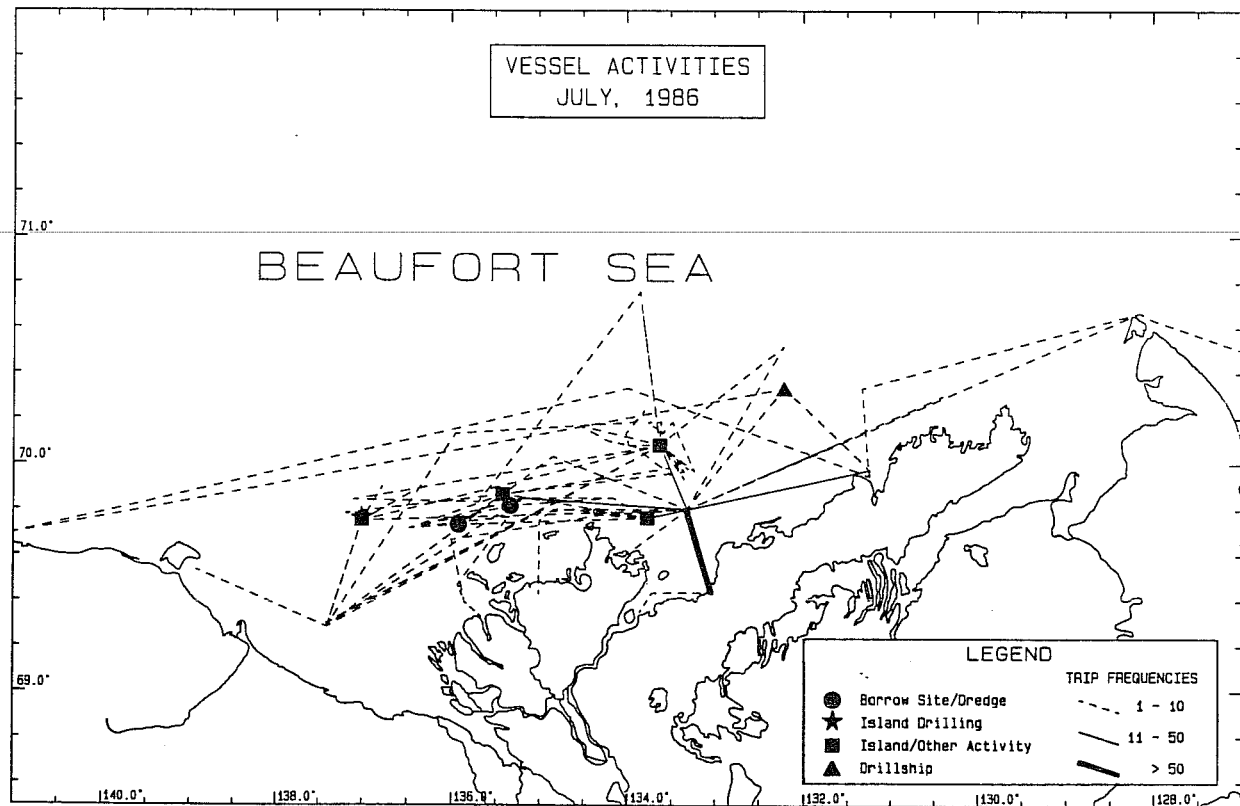 VESSEL ACTIVITIES
JULY, 1986
71.0°
BEAUFORT SEA
70.0°
69.0°
LEGEND
TRIP FREQUENCIES
Borrow Site/Dredge
1 - 10
Island Drilling
11 - 50
Island/Other Activity
> 50
Drillship
140.0° 138.0° 136.0° 134.0° 132.0° 130.0° 128.0°